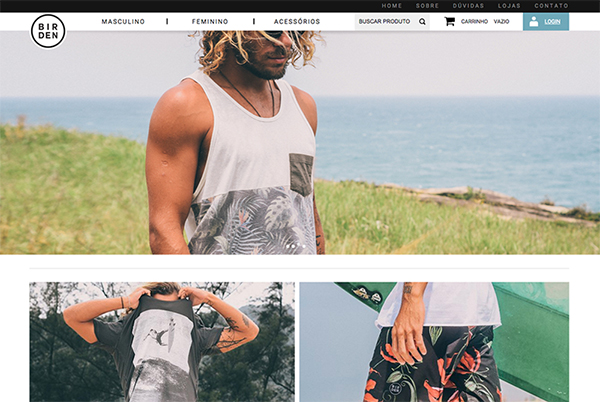 HOME SOBRE DÚVIDAS LOJAS CONTATO
BIR
DEN
MASCULINO FEMININO ACESSÓRIOS
BUSCAR PRODUTO
CARRINHO VAZIO
LOGIN